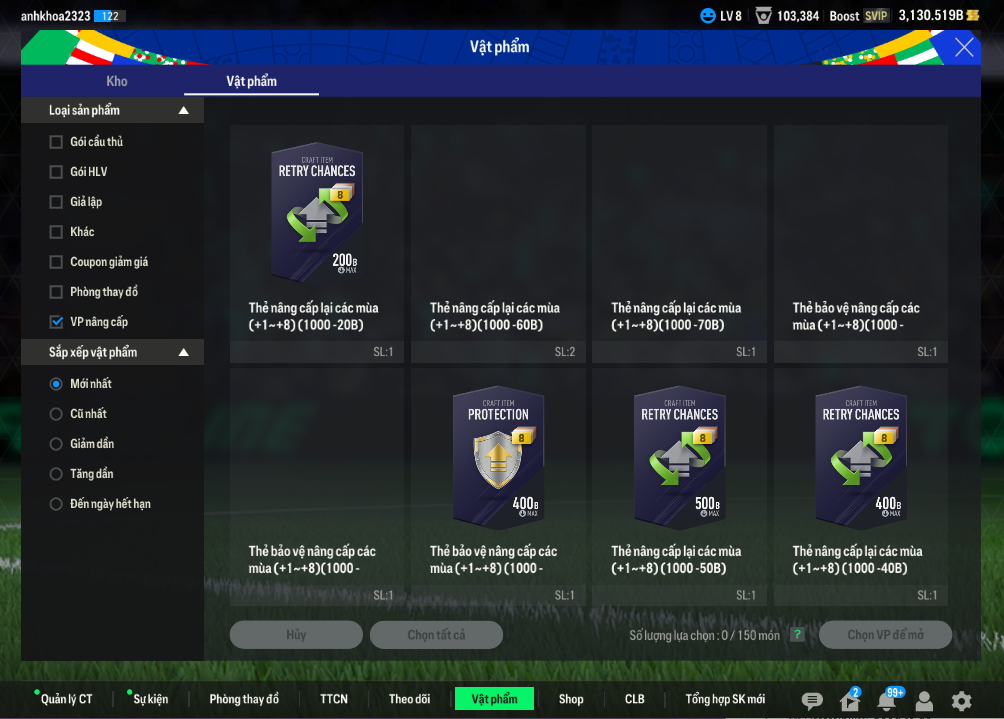 anhkhoa2323 122
LV 8 103,384 Boost SVIP 3,130.519B
Vật phẩm
Kho Vật phẩm
Loại sản phẩm
Gói cầu thủ
Gói HLV
Giả lập
Khác
Coupon giảm giá
Phòng thay đồ
VP nâng cấp
Sắp xếp vật phẩm
Mới nhất
Cũ nhất
Giảm dần
Tăng dần
Đến ngày hết hạn
CRAFT ITEM
RETRY CHANCES
8
200B
MAX
Thẻ nâng cấp lại các mùa
(+1~+8) (1000 -20B)
SL:1
Thẻ nâng cấp lại các mùa
(+1~+8)(1000 -60B)
SL:2
Thẻ nâng cấp lại các mùa
(+1~+8)(1000 -70B)
SL:1
Thẻ bảo vệ nâng cấp các
mùa (+1~+8)(1000 -
SL:1
Thẻ bảo vệ nâng cấp các
mùa (+1~+8)(1000 -
SL:1
CRAFT ITEM
PROTECTION
8
400B
MAX
Thẻ bảo vệ nâng cấp các
mùa (+1~+8) (1000 -
SL:1
CRAFT ITEM
RETRY CHANCES
8
500B
MAX
Thẻ nâng cấp lại các mùa
(+1~+8) (1000 -50B)
SL:1
CRAFT ITEM
RETRY CHANCES
8
400B
MAX
Thẻ nâng cấp lại các mùa
(+1~+8) (1000 -40B)
SL:1
Hủy
Chọn tất cả
Số lượng lựa chọn : 0 / 150 món ?
Chọn VP để mở
Quản lý CT Sự kiện Phòng thay đồ TTCN Theo dõi Vật phẩm Shop CLB Tổng hợp SK mới 2 99+